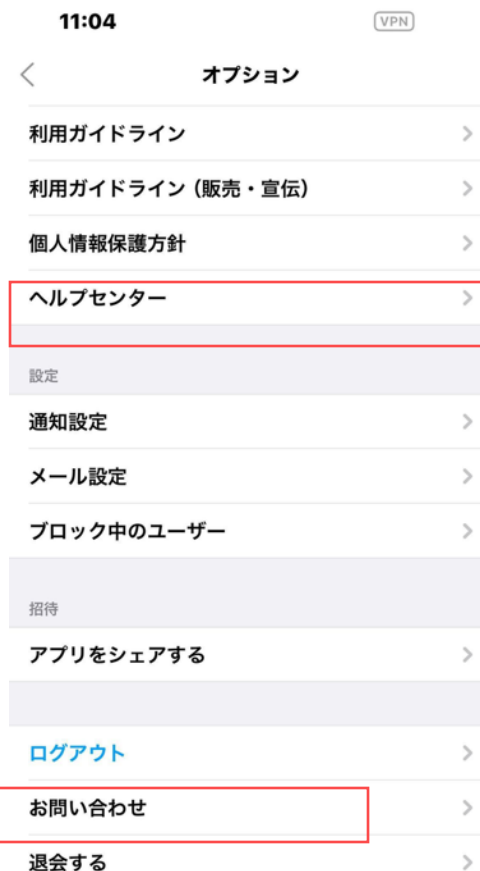 11:04
VPN
オプション
利用ガイドライン
利用ガイドライン（販売・宣伝）
個人情報保護方針
ヘルプセンター
設定
通知設定
メール設定
ブロック中のユーザー
招待
アプリをシェアする
ログアウト
お問い合わせ
退会する